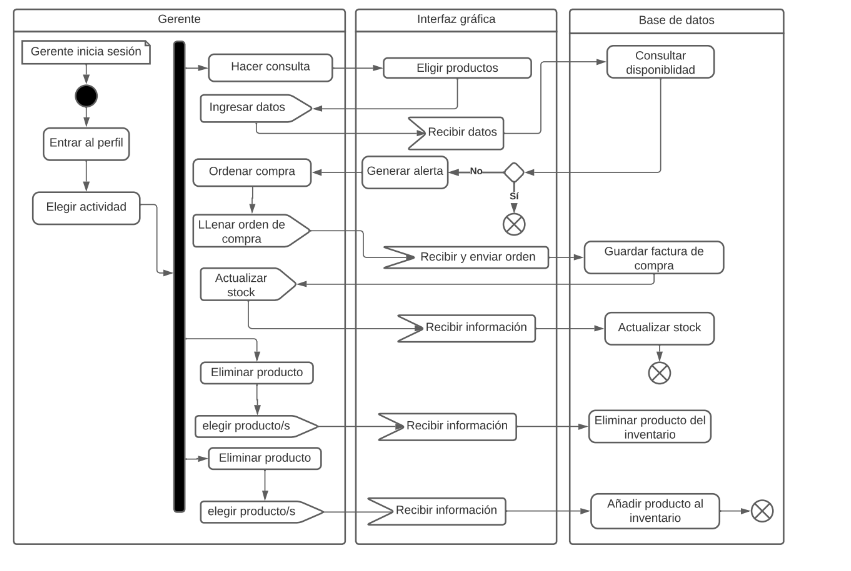 Gerente
Interfaz gráfica
Base de datos
Gerente inicia sesión
Entrar al perfil
Elegir actividad
Hacer consulta
Eligir productos
Consultar
disponiblidad
Ingresar datos
Recibir datos
Ordenar compra
Generar alerta
No
Sí
LLenar orden de
compra
Recibir y enviar orden
Guardar factura de
compra
Actualizar
stock
Recibir información
Actualizar stock
Eliminar producto
elegir producto/s
Recibir información
Eliminar producto del
inventario
Eliminar producto
elegir producto/s
Recibir información
Añadir producto al
inventario